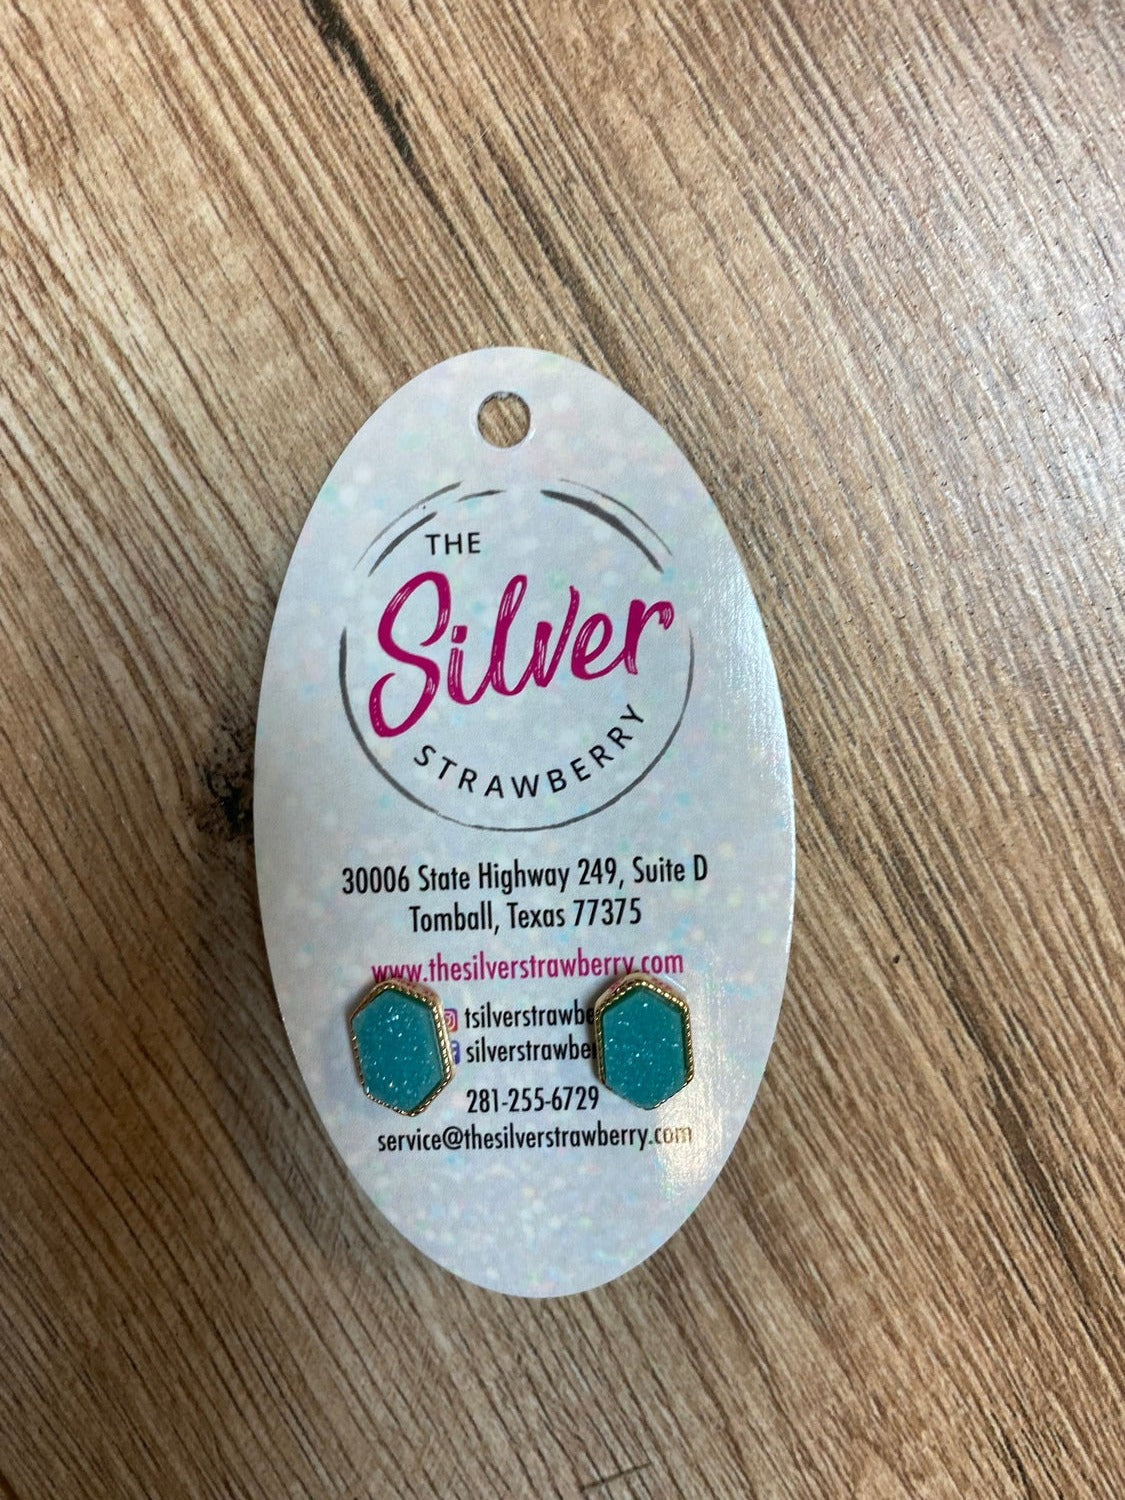 THE
Silver
STRAWBERRY
30006 State Highway 249, Suite D
Tomball, Texas 77375
www.thesilverstrawberry.com
281-255-6729
service@thesilverstrawberry.com